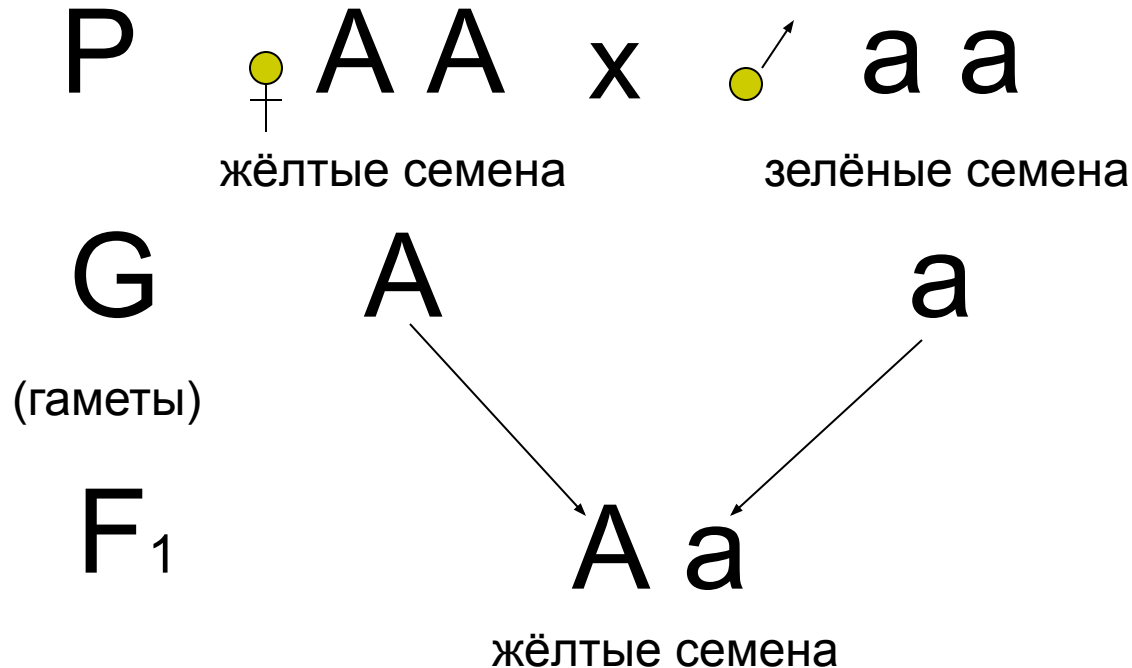 P ♀ А А х ♂ а а
жёлтые семена зелёные семена
G А а
(гаметы)
F₁ А а
жёлтые семена